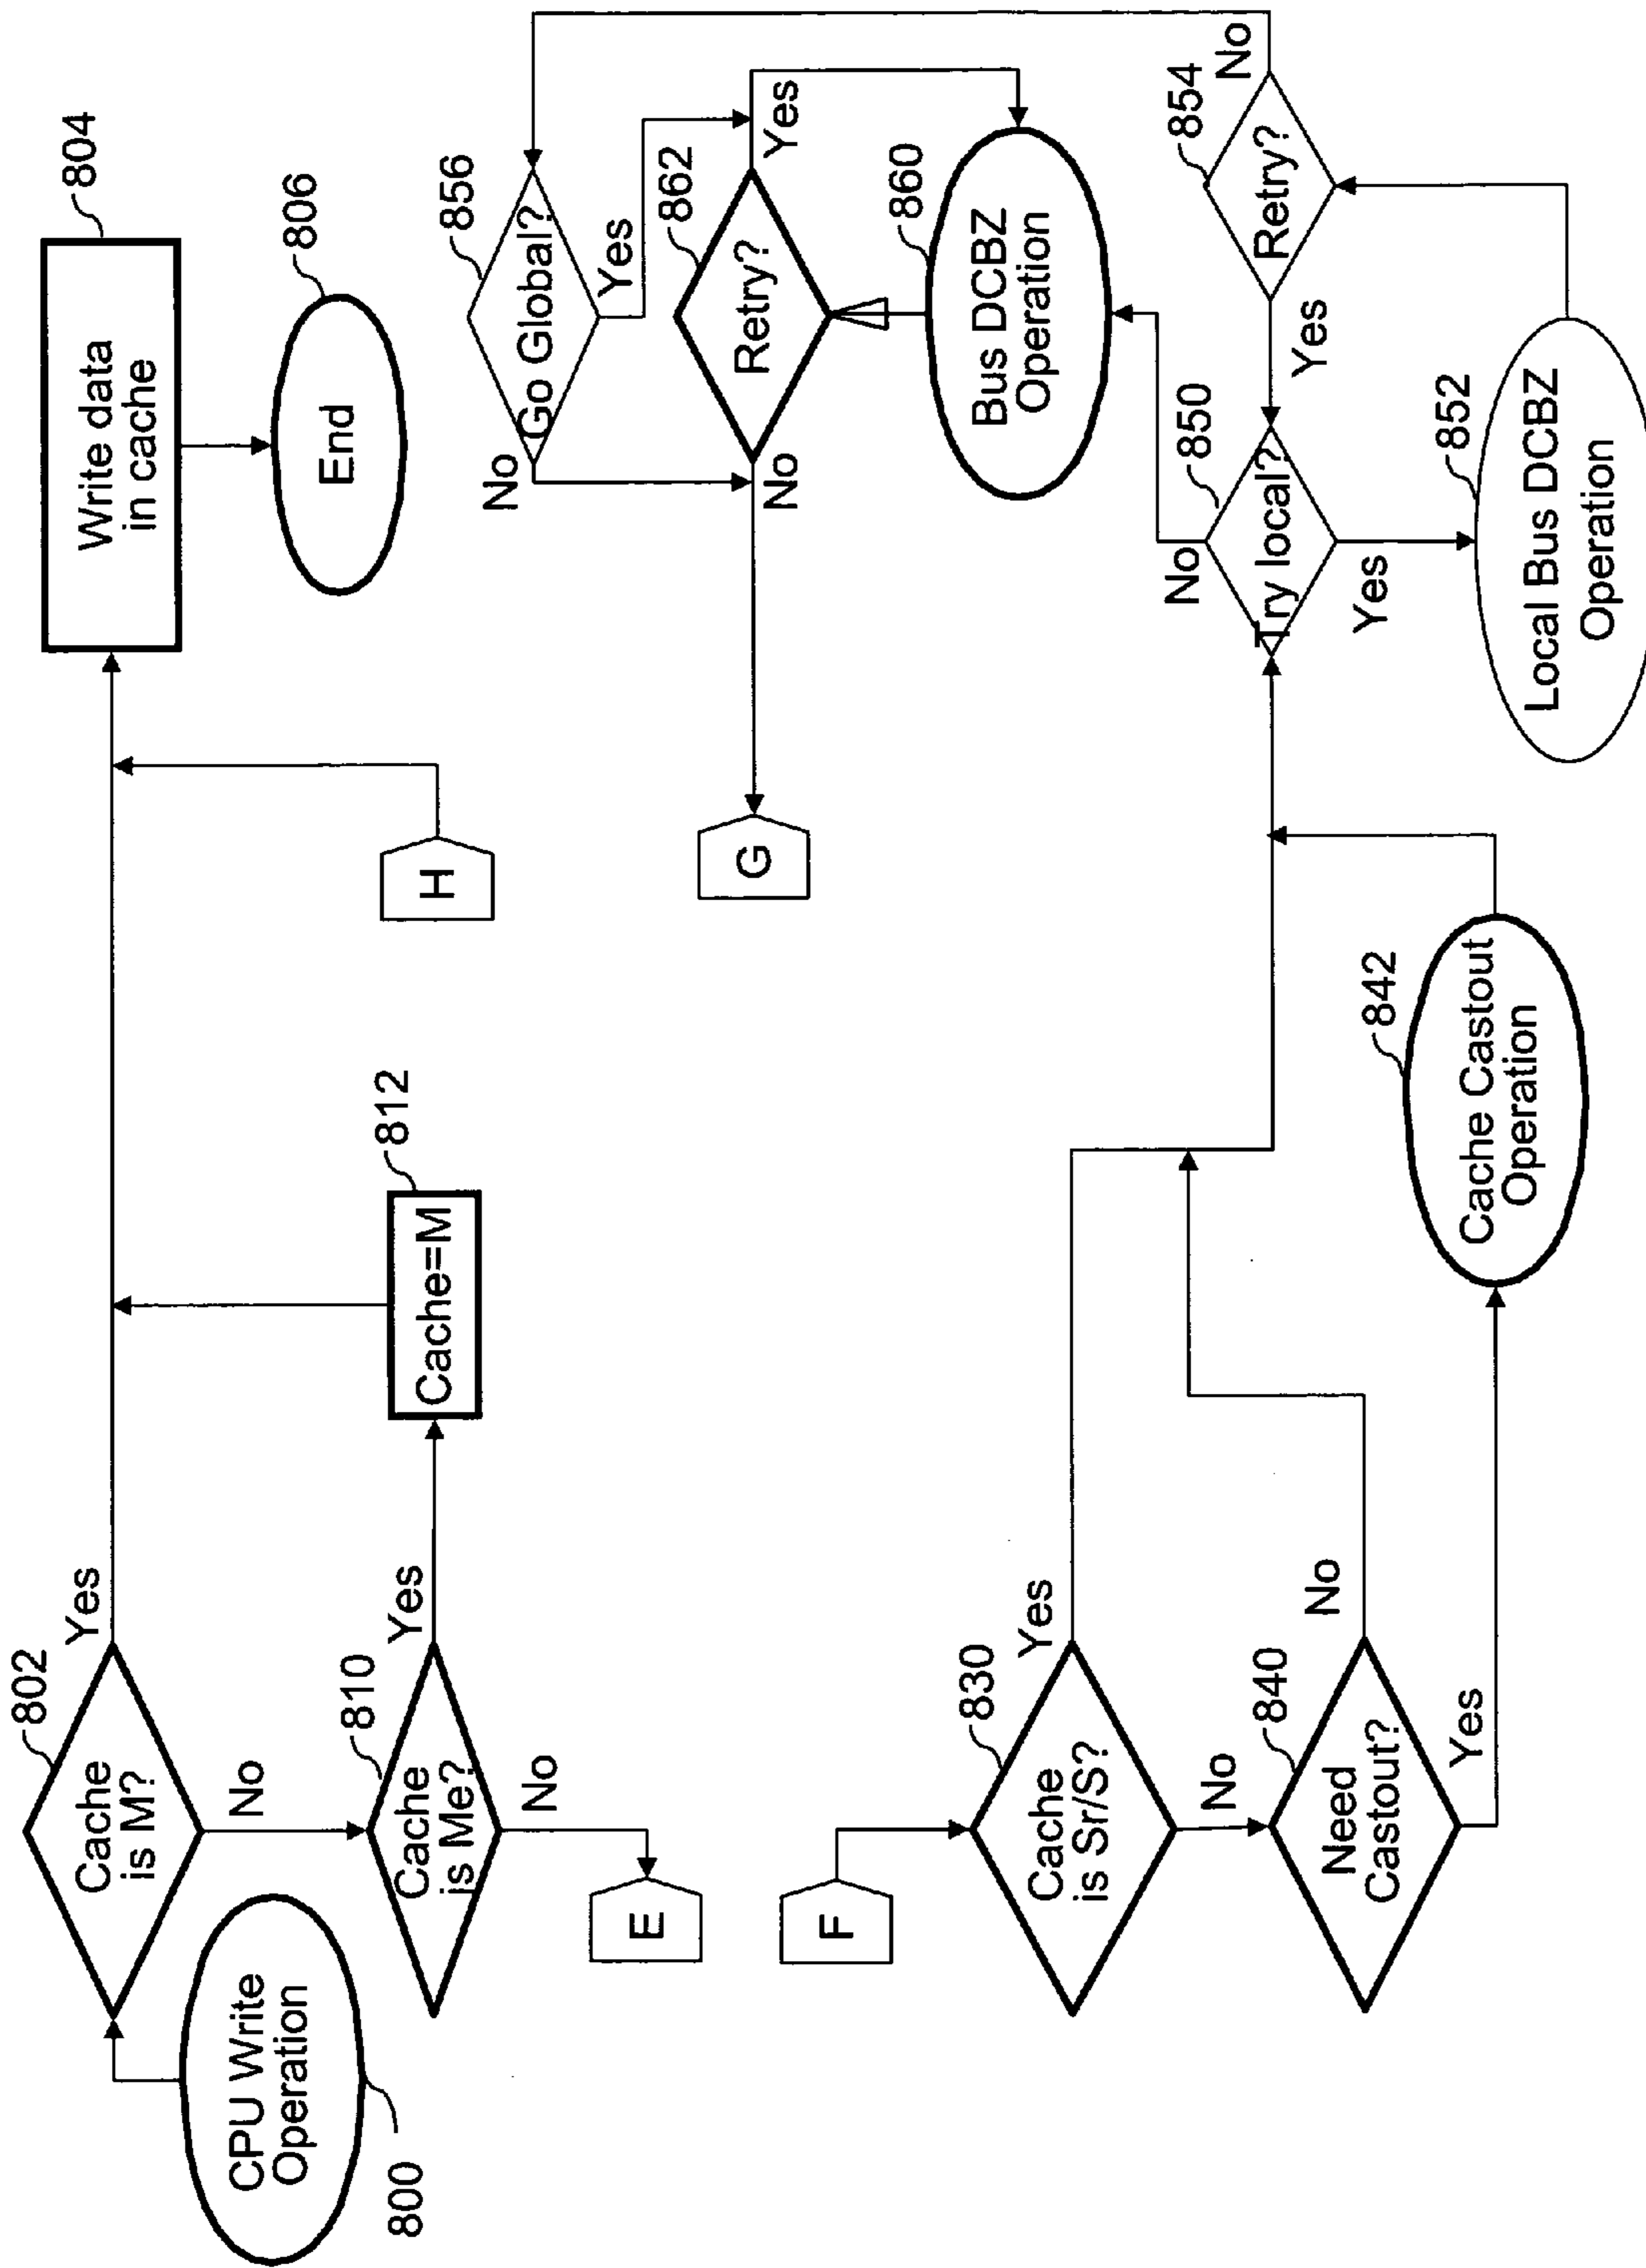 800
CPU Write
Operation
802
Cache
is M?
Yes
No
804
Write data
in cache
806
End
810
Cache
is Me?
Yes
No
812
Cache=M
H
E
F
G
830
Cache
is Sr/S?
Yes
No
840
Need
Castout?
No
Yes
842
Cache Castout
Operation
850
Try local?
No
Yes
852
Local Bus DCBZ
Operation
854
Retry?
Yes
No
856
Go Global?
No
Yes
862
Retry?
No
Yes
860
Bus DCBZ
Operation